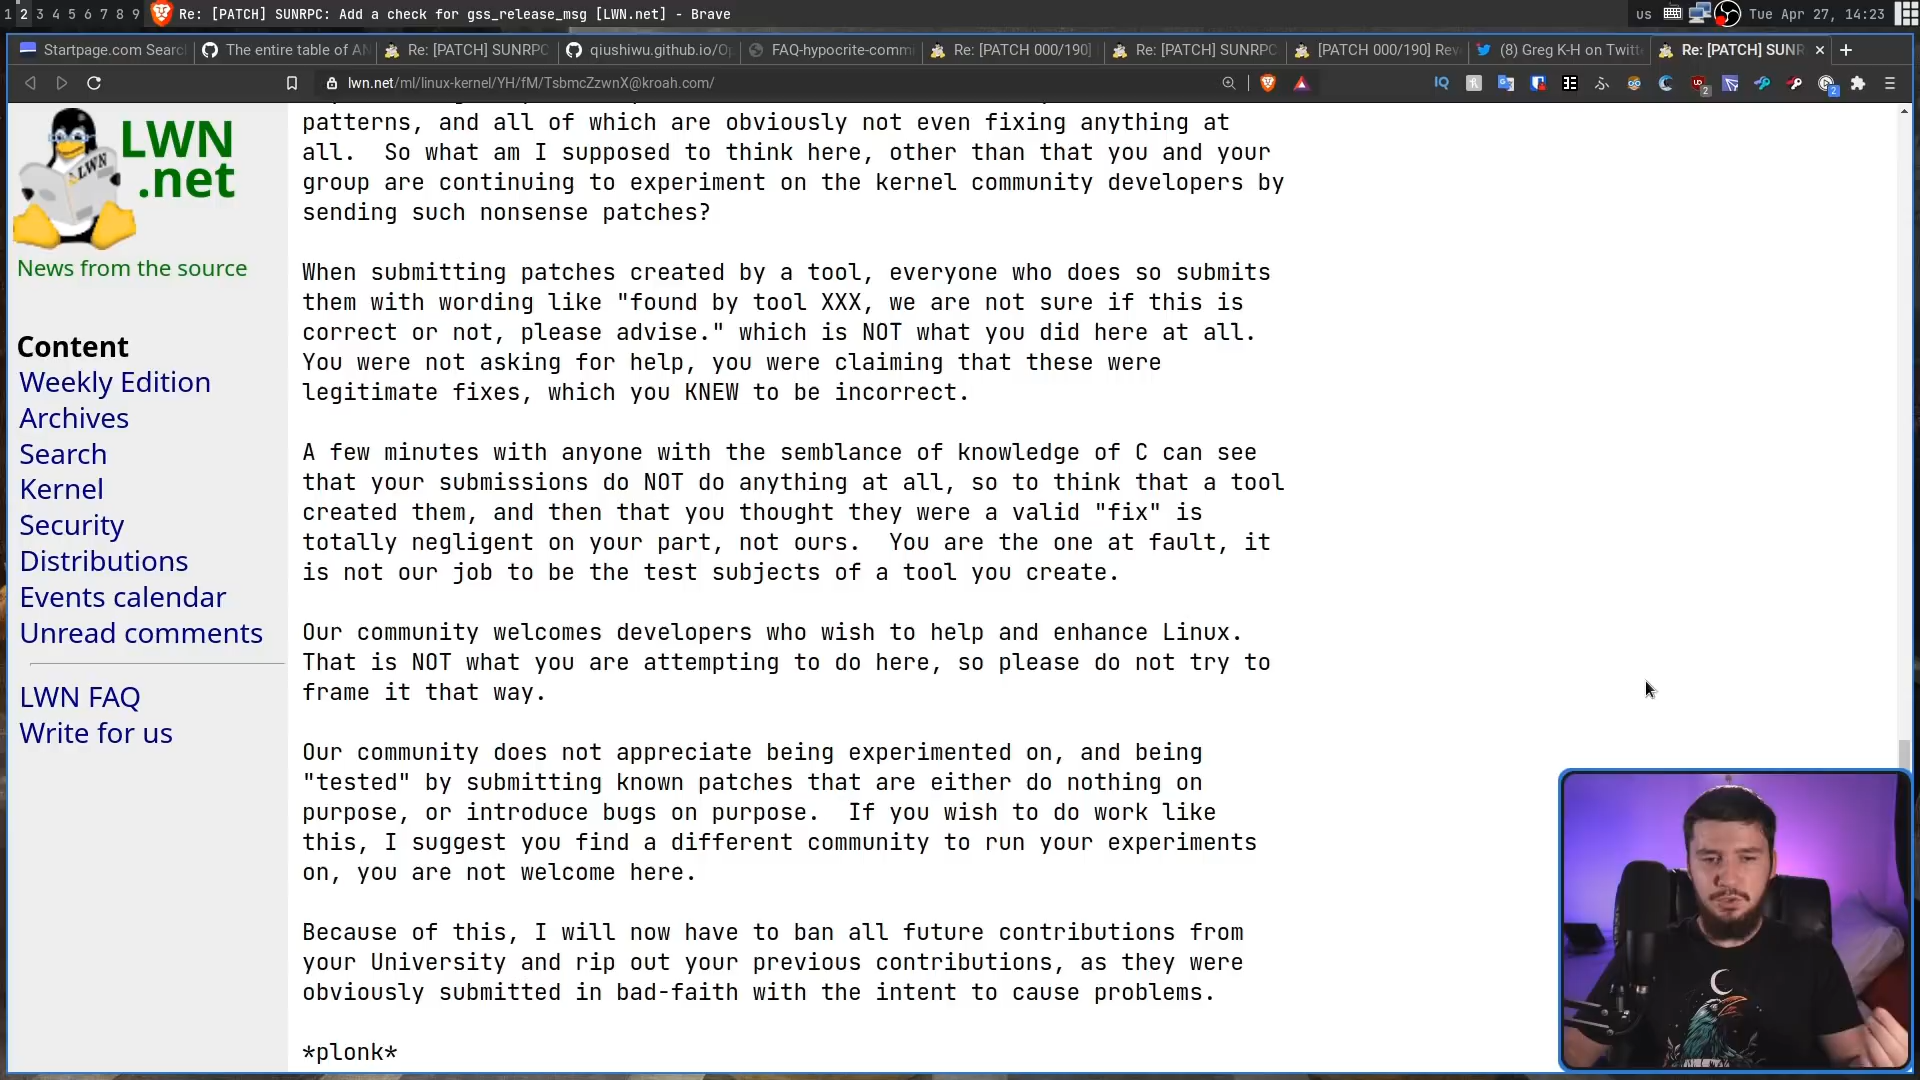 1 2 3 4 5 6 7 8 9 Re: [PATCH] SUNRPC: Add a check for gss_release_msg [LWN.net] - Brave us Tue Apr 27, 14:23
Startpage.com Searc The entire table of AN Re: [PATCH] SUNRPC qiushiwu.github.io/Op FAQ-hypocrite-comm Re: [PATCH 000/190] Re: [PATCH] SUNRPC [PATCH 000/190] Rev (8) Greg K-H on Twitt Re: [PATCH] SUNR
lwn.net/ml/linux-kernel/YH/fM/TsbmcZzwnX@kroah.com/
LWN
.net
LWN
News from the source
Content
Weekly Edition
Archives
Search
Kernel
Security
Distributions
Events calendar
Unread comments
LWN FAQ
Write for us
patterns, and all of which are obviously not even fixing anything at
all. So what am I supposed to think here, other than that you and your
group are continuing to experiment on the kernel community developers by
sending such nonsense patches?
When submitting patches created by a tool, everyone who does so submits
them with wording like "found by tool XXX, we are not sure if this is
correct or not, please advise." which is NOT what you did here at all.
You were not asking for help, you were claiming that these were
legitimate fixes, which you KNEW to be incorrect.
A few minutes with anyone with the semblance of knowledge of C can see
that your submissions do NOT do anything at all, so to think that a tool
created them, and then that you thought they were a valid "fix" is
totally negligent on your part, not ours. You are the one at fault, it
is not our job to be the test subjects of a tool you create.
Our community welcomes developers who wish to help and enhance Linux.
That is NOT what you are attempting to do here, so please do not try to
frame it that way.
Our community does not appreciate being experimented on, and being
"tested" by submitting known patches that are either do nothing on
purpose, or introduce bugs on purpose. If you wish to do work like
this, I suggest you find a different community to run your experiments
on, you are not welcome here.
Because of this, I will now have to ban all future contributions from
your University and rip out your previous contributions, as they were
obviously submitted in bad-faith with the intent to cause problems.
*plonk*